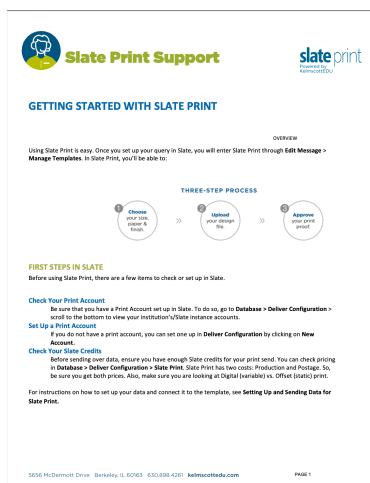 Slate Print Support
slate print
Powered by
KelmscottEDU
GETTING STARTED WITH SLATE PRINT
OVERVIEW
Using Slate Print is easy. Once you set up your query in Slate, you will enter Slate Print through Edit Message >
Manage Templates. In Slate Print, you'll be able to:
THREE-STEP PROCESS
1
Choose
your size,
paper &
finish.
»
2
Upload
your design
file.
»
3
Approve
your print
proof.
FIRST STEPS IN SLATE
Before using Slate Print, there are a few items to check or set up in Slate.
Check Your Print Account
Be sure that you have a Print Account set up in Slate. To do so, go to Database > Deliver Configuration >
scroll to the bottom to view your institution's/Slate instance accounts.
Set Up a Print Account
If you do not have a print account, you can set one up in Deliver Configuration by clicking on New
Account.
Check Your Slate Credits
Before sending over data, ensure you have enough Slate credits for your print send. You can check pricing
in Database > Deliver Configuration > Slate Print. Slate Print has two costs: Production and Postage. So,
be sure you get both prices. Also, make sure you are looking at Digital (variable) vs. Offset (static) print.
For instructions on how to set up your data and connect it to the template, see Setting Up and Sending Data for
Slate Print.
5656 McDermott Drive Berkeley, IL 60163 630.898.4261 kelmscottedu.com
PAGE 1